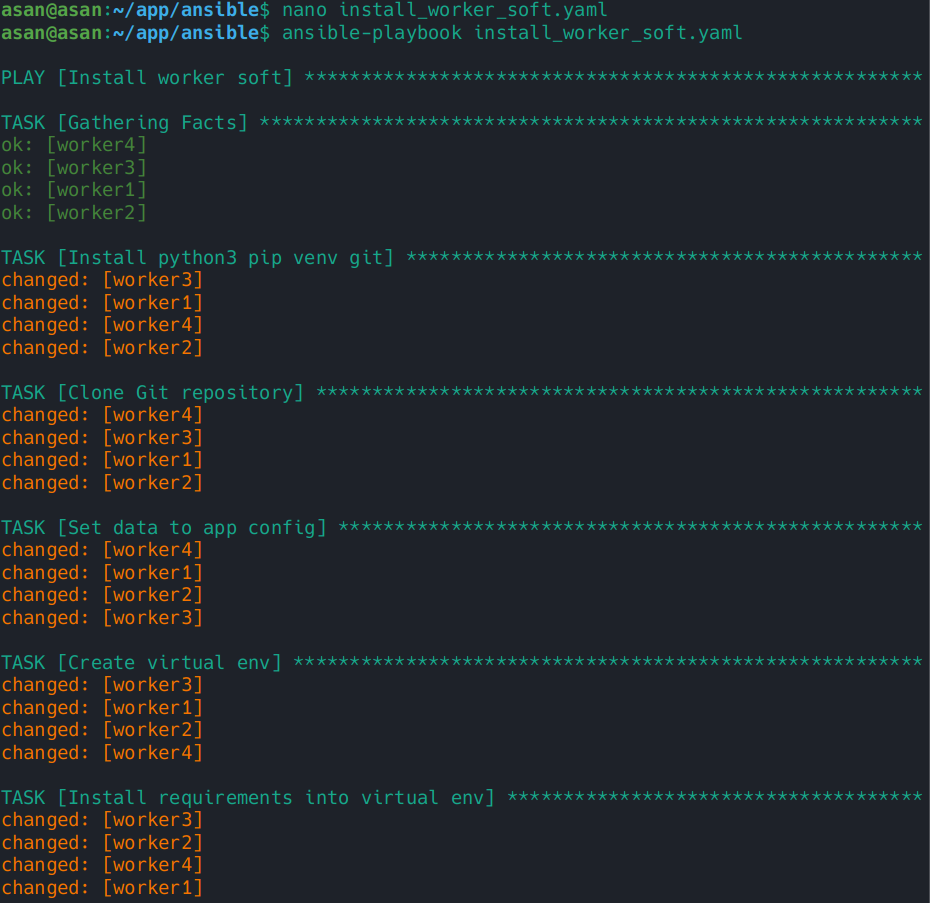 asan@asan:~/app/ansible$ nano install_worker_soft.yaml
asan@asan:~/app/ansible$ ansible-playbook install_worker_soft.yaml
PLAY [Install worker soft] *******************************************************
TASK [Gathering Facts] ***********************************************************
ok: [worker4]
ok: [worker3]
ok: [worker1]
ok: [worker2]
TASK [Install python3 pip venv git] **********************************************
changed: [worker3]
changed: [worker1]
changed: [worker4]
changed: [worker2]
TASK [Clone Git repository] ******************************************************
changed: [worker4]
changed: [worker3]
changed: [worker1]
changed: [worker2]
TASK [Set data to app config] ****************************************************
changed: [worker4]
changed: [worker1]
changed: [worker2]
changed: [worker3]
TASK [Create virtual env] ********************************************************
changed: [worker3]
changed: [worker1]
changed: [worker2]
changed: [worker4]
TASK [Install requirements into virtual env] *************************************
changed: [worker3]
changed: [worker2]
changed: [worker4]
changed: [worker1]